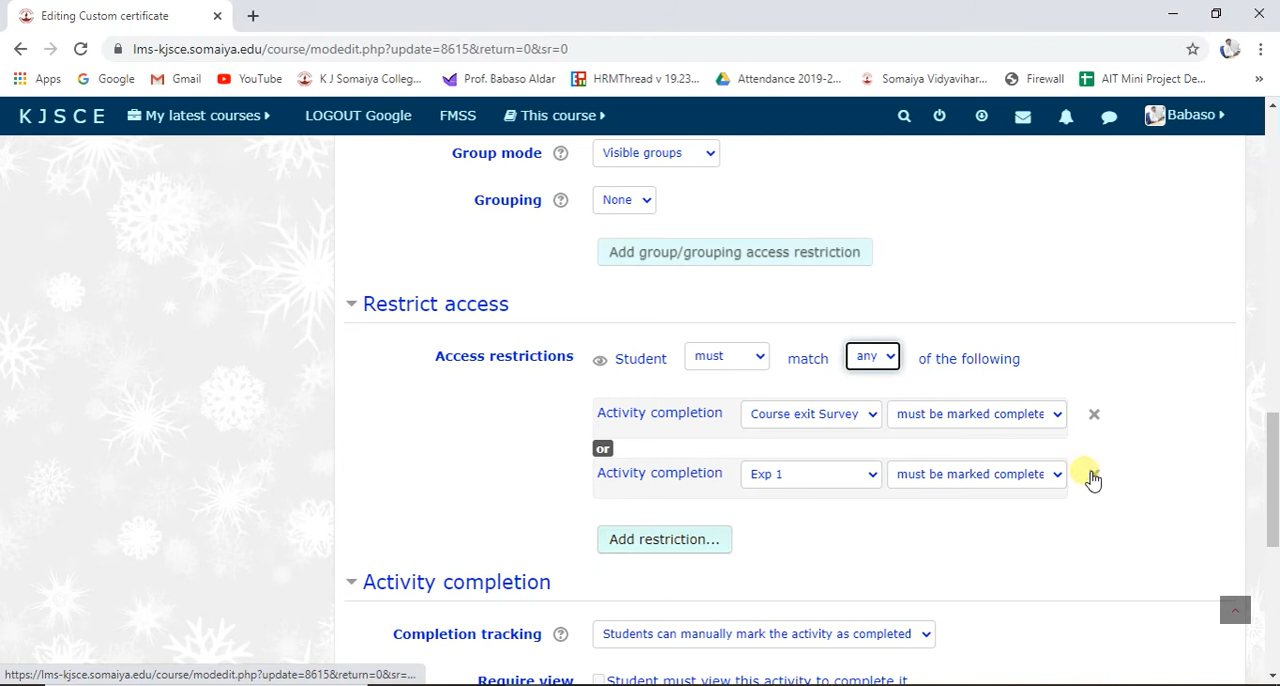 Editing Custom certificate
lms-kjsce.somaiya.edu/course/modedit.php?update=8615&return=0&sr=0
Apps Google Gmail YouTube K J Somaiya Colleg... Prof. Babaso Aldar HRMThread v 19.23... Attendance 2019-2... Somaiya Vidyavihar... Firewall AIT Mini Project De... »
K J S C E My latest courses LOGOUT Google FMSS This course Babaso
Group mode ? Visible groups
Grouping ? None
Add group/grouping access restriction
Restrict access
Access restrictions Student must match any of the following
Activity completion Course exit Survey must be marked complete
or
Activity completion Exp 1 must be marked complete
Add restriction...
Activity completion
Completion tracking ? Students can manually mark the activity as completed
Require view Student must view this activity to complete it
https://lms-kjsce.somaiya.edu/course/modedit.php?update=8615&return=0&sr=...